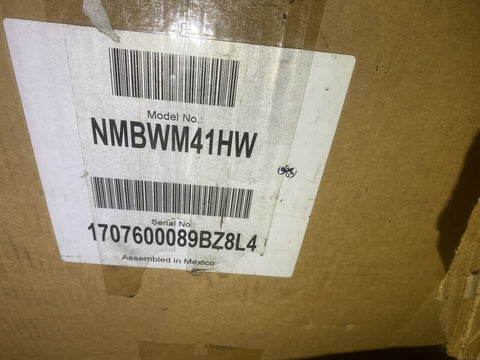 Model No.:
NMBWM41HW
Serial No.:
1707600089BZ8L4
Assembled in Mexico